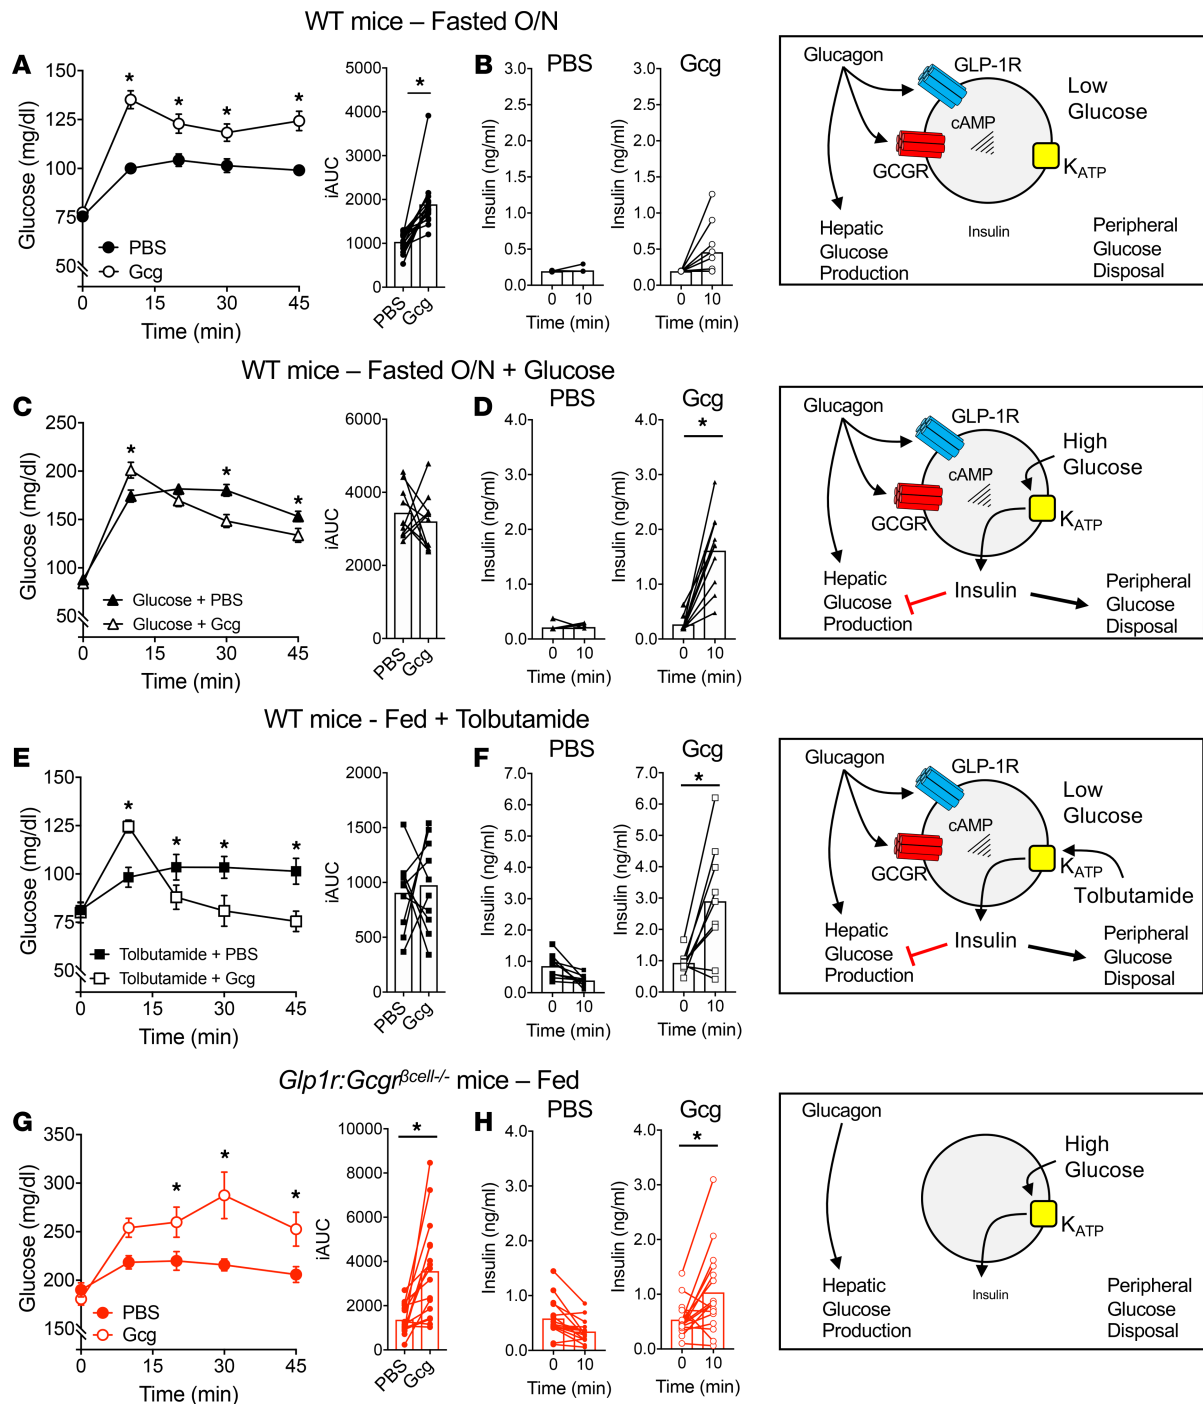 WT mice – Fasted O/N
A
150
125
100
75
50
Glucose (mg/dl)
*
*
*
*
PBS
Gcg
0
15
30
45
Time (min)
5000
4000
3000
2000
1000
0
iAUC
*
PBS
Gcg
B
PBS
3.0
2.5
2.0
1.5
1.0
0.5
0.0
Insulin (ng/ml)
0
10
Time (min)
Gcg
3.0
2.5
2.0
1.5
1.0
0.5
0.0
Insulin (ng/ml)
0
10
Time (min)
Glucagon
GLP-1R
Low
Glucose
cAMP
GCGR
KATP
Hepatic
Glucose
Production
Insulin
Peripheral
Glucose
Disposal
WT mice – Fasted O/N + Glucose
C
250
200
150
100
50
Glucose (mg/dl)
*
*
*
Glucose + PBS
Glucose + Gcg
0
15
30
45
Time (min)
6000
4000
2000
0
iAUC
PBS
Gcg
D
PBS
4.0
3.0
2.0
1.0
0.0
Insulin (ng/ml)
0
10
Time (min)
Gcg
4.0
3.0
2.0
1.0
0.0
Insulin (ng/ml)
*
0
10
Time (min)
Glucagon
GLP-1R
High
Glucose
cAMP
GCGR
KATP
Hepatic
Glucose
Production
Insulin
Peripheral
Glucose
Disposal
WT mice - Fed + Tolbutamide
E
150
125
100
75
50
Glucose (mg/dl)
*
*
*
*
Tolbutamide + PBS
Tolbutamide + Gcg
0
15
30
45
Time (min)
2000
1500
1000
500
0
iAUC
PBS
Gcg
F
PBS
7.0
6.0
5.0
4.0
3.0
2.0
1.0
0.0
Insulin (ng/ml)
0
10
Time (min)
Gcg
7.0
6.0
5.0
4.0
3.0
2.0
1.0
0.0
Insulin (ng/ml)
*
0
10
Time (min)
Glucagon
GLP-1R
Low
Glucose
cAMP
GCGR
KATP
Tolbutamide
Hepatic
Glucose
Production
Insulin
Peripheral
Glucose
Disposal
Glp1r:Gcgrβcell-/- mice – Fed
G
350
300
250
200
150
Glucose (mg/dl)
*
*
*
PBS
Gcg
0
15
30
45
Time (min)
10000
8000
6000
4000
2000
0
iAUC
*
PBS
Gcg
H
PBS
4.0
3.0
2.0
1.0
0.0
Insulin (ng/ml)
0
10
Time (min)
Gcg
4.0
3.0
2.0
1.0
0.0
Insulin (ng/ml)
*
0
10
Time (min)
Glucagon
High
Glucose
KATP
Hepatic
Glucose
Production
Insulin
Peripheral
Glucose
Disposal